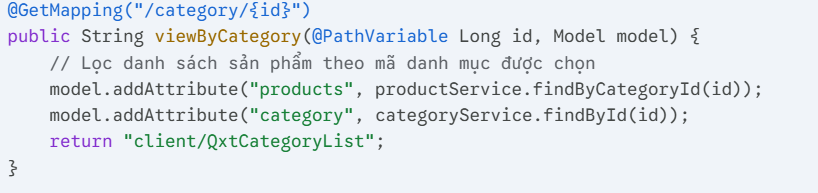 @GetMapping("/category/{id}")
public String viewByCategory(@PathVariable Long id, Model model) {
    // Lọc danh sách sản phẩm theo mã danh mục được chọn
    model.addAttribute("products", productService.findByCategoryId(id));
    model.addAttribute("category", categoryService.findById(id));
    return "client/QxtCategoryList";
}